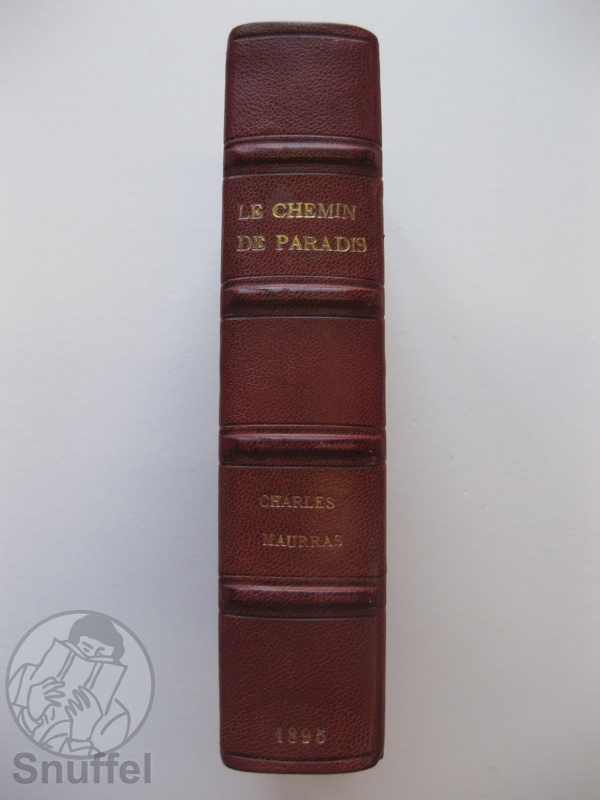 LE CHEMIN
DE PARADIS
CHARLES
MAURRAS
1895
Snuffel